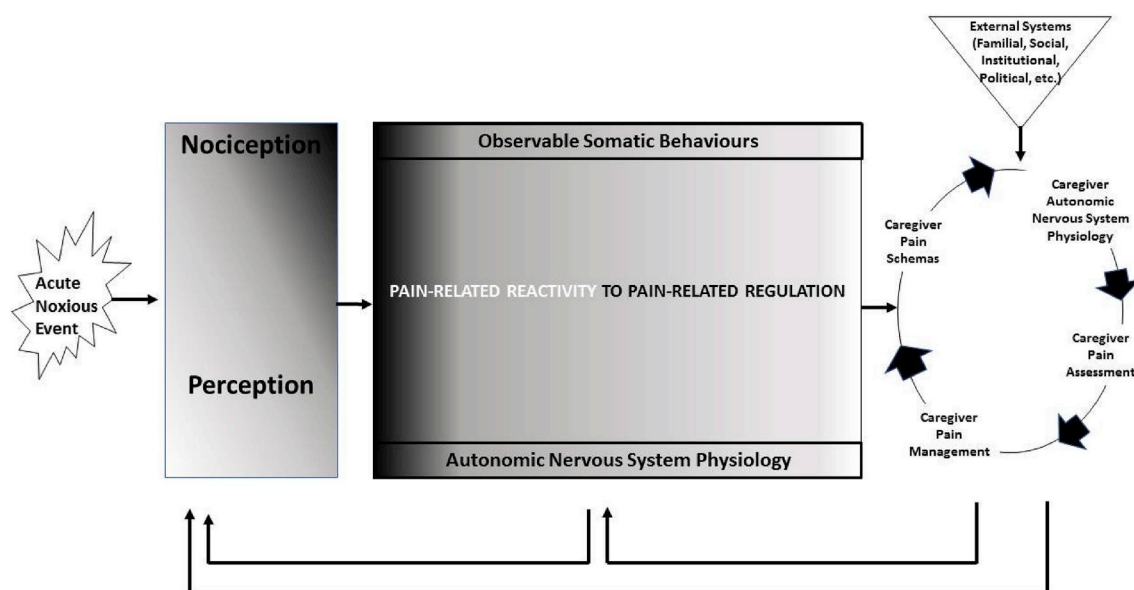 Acute
Noxious
Event
Nociception
Perception
Observable Somatic Behaviours
PAIN-RELATED REACTIVITY TO PAIN-RELATED REGULATION
Autonomic Nervous System Physiology
External Systems
(Familial, Social,
Institutional,
Political, etc.)
Caregiver
Autonomic
Nervous System
Physiology
Caregiver
Pain
Assessment
Caregiver
Pain
Management
Caregiver
Pain
Schemas